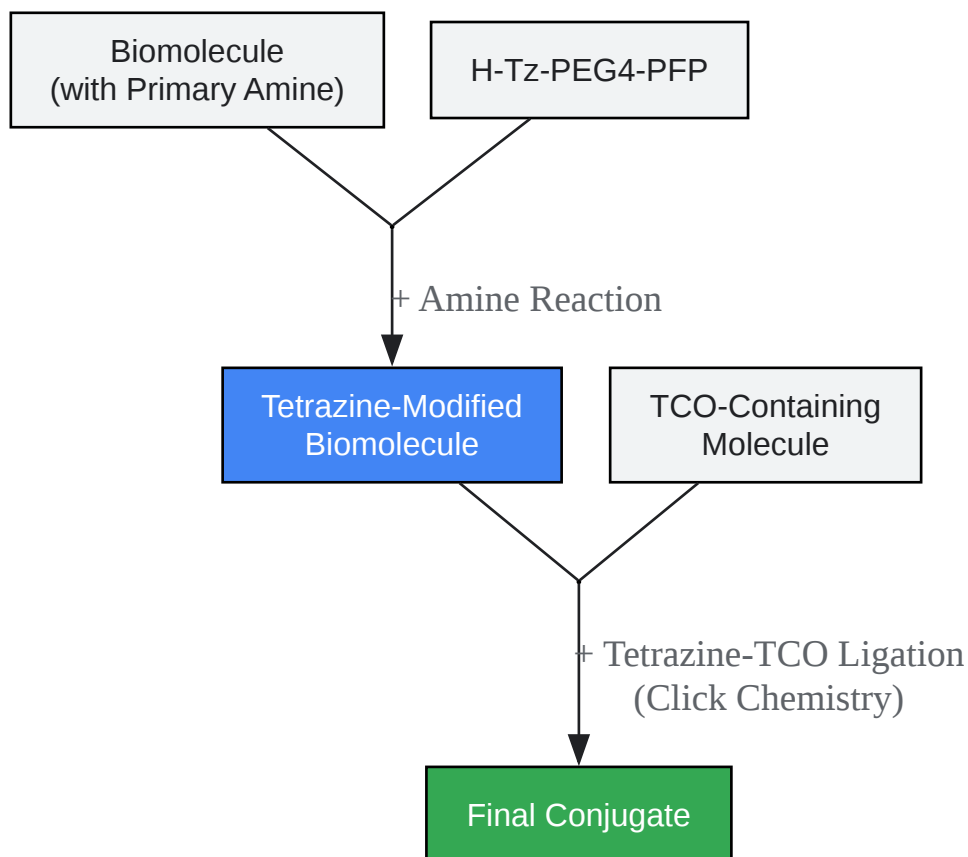 Biomolecule
(with Primary Amine)
H-Tz-PEG4-PFP
+ Amine Reaction
Tetrazine-Modified
Biomolecule
TCO-Containing
Molecule
+ Tetrazine-TCO Ligation
(Click Chemistry)
Final Conjugate